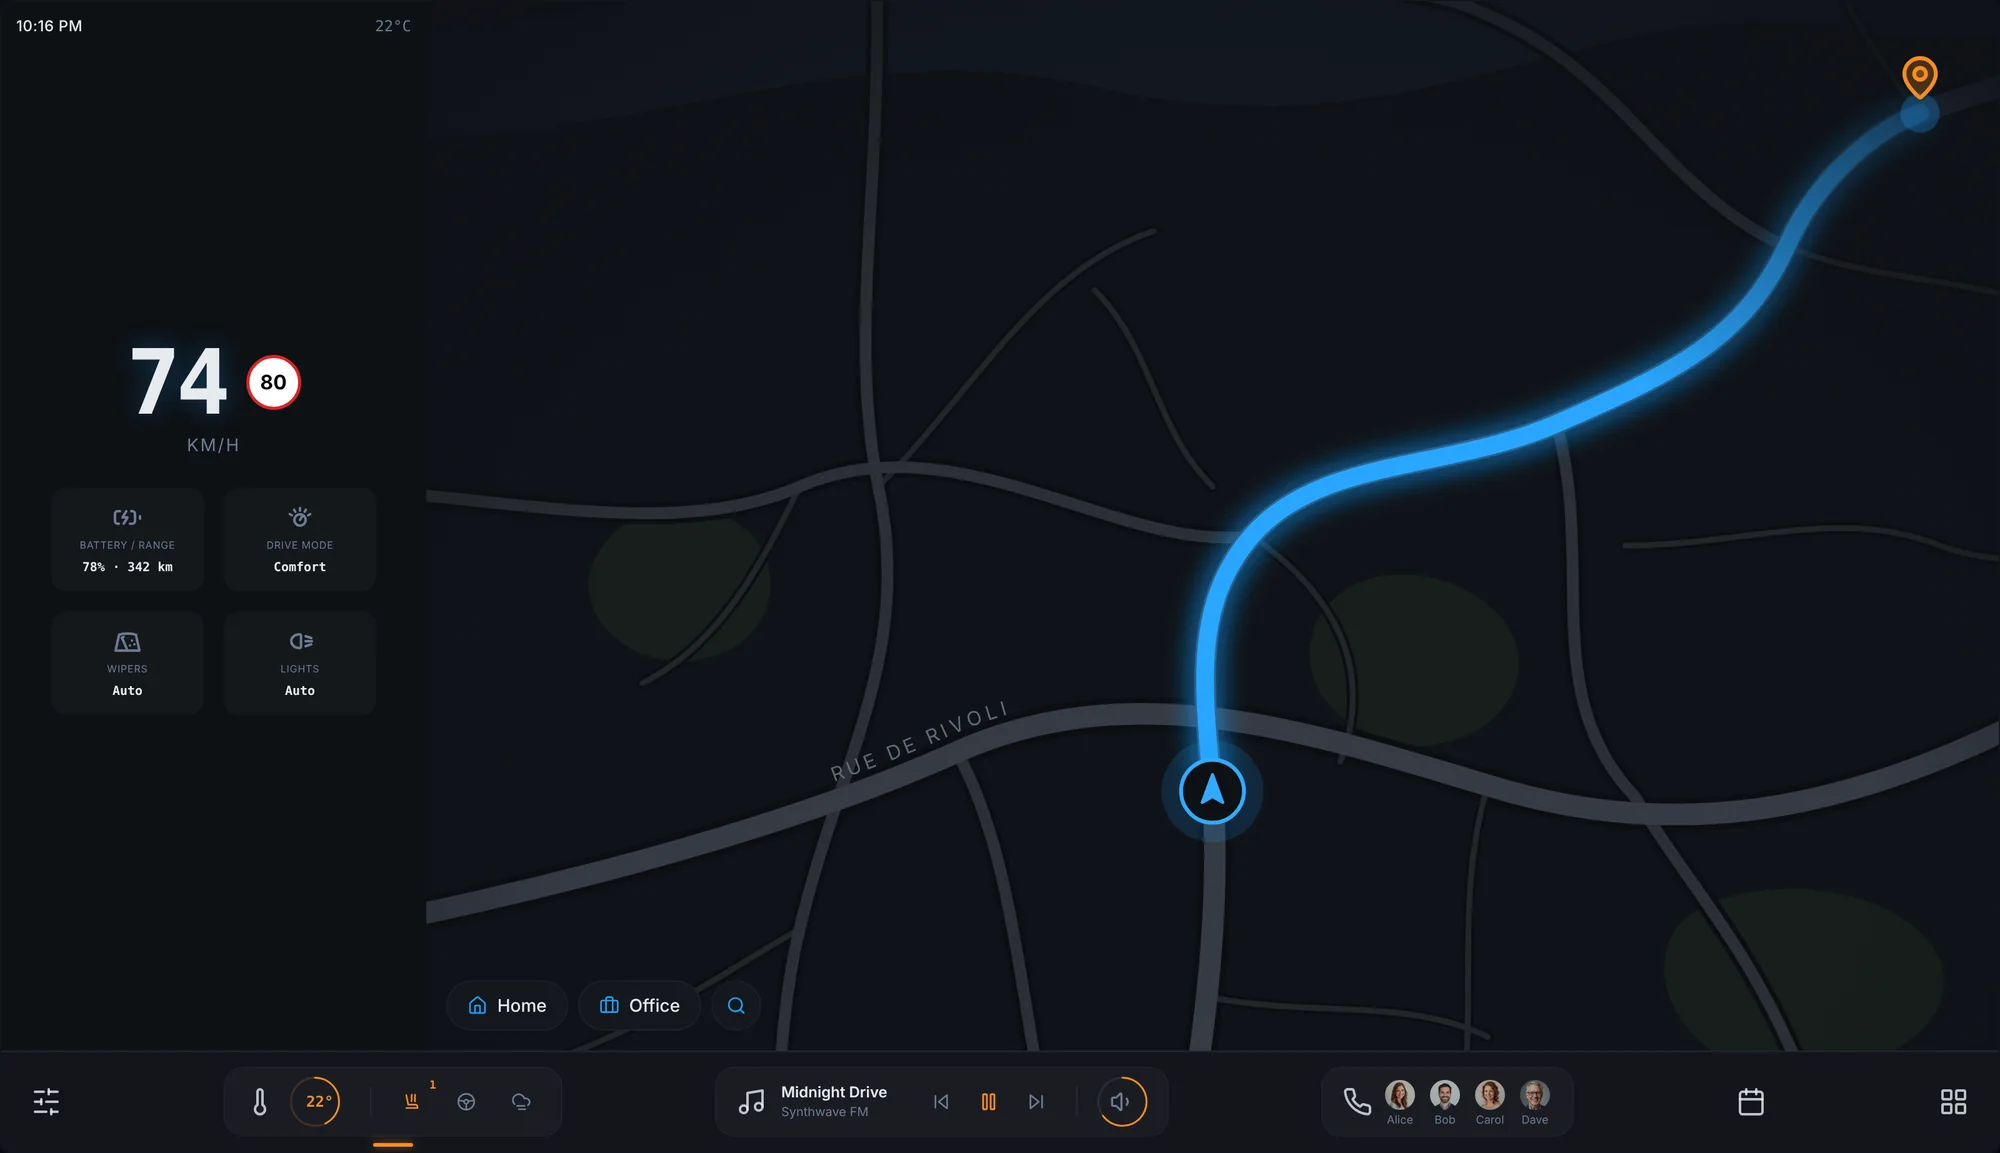 10:16 PM
22°C
74
80
KM/H
BATTERY / RANGE
78% · 342 km
DRIVE MODE
Comfort
WIPERS
Auto
LIGHTS
Auto
RUE DE RIVOLI
Home
Office
22°
1
Midnight Drive
Synthwave FM
Alice
Bob
Carol
Dave